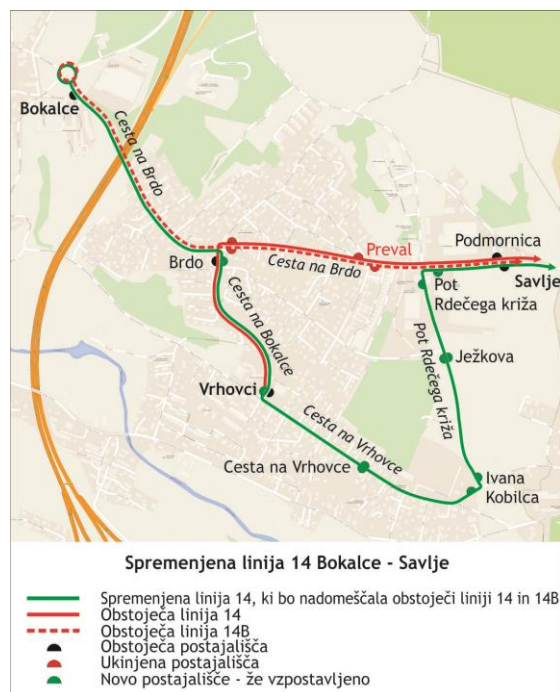 Bokalce
Cesta na Brdo
Brdo
Cesta na Brdo
Preval
Podmornica
Savlje
Pot
Rdečega križa
Cesta na Bokalce
Pot Rdečega križa
Ježkova
Vrhovci
Cesta na Vrhovce
Cesta na Vrhovce
Ivana
Kobilca
Spremenjena linija 14 Bokalce - Savlje
Spremenjena linija 14, ki bo nadomeščala obstoječi liniji 14 in 14B
Obstoječa linija 14
Obstoječa linija 14B
Obstoječa postajališča
Ukinjena postajališča
Novo postajališče - že vzpostavljeno